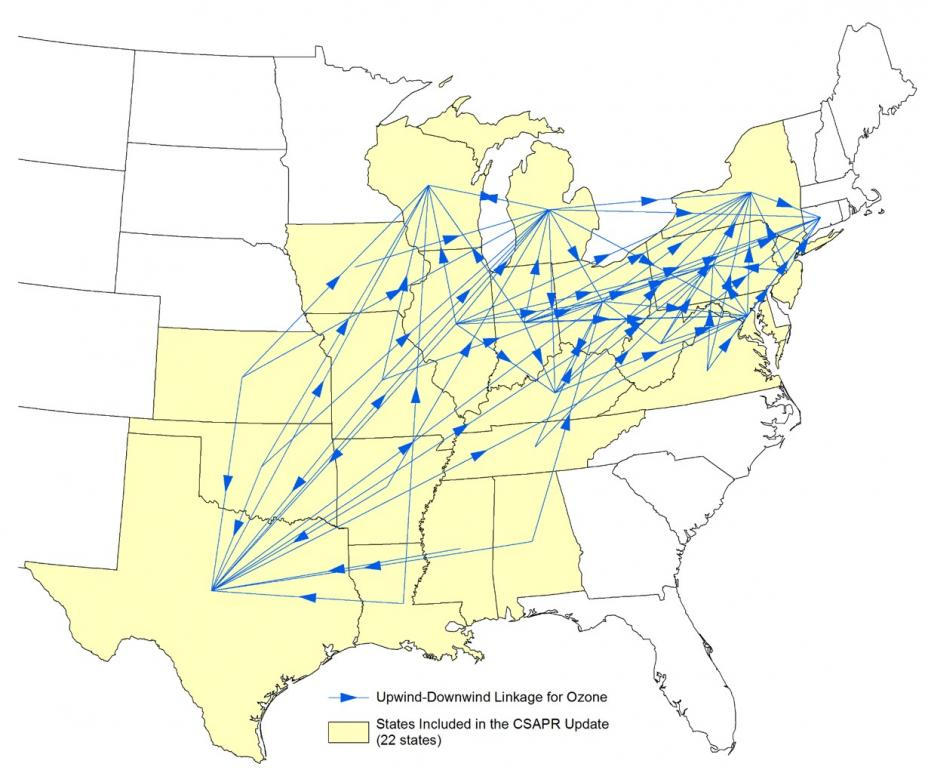 Upwind-Downwind Linkage for Ozone
States Included in the CSAPR Update
(22 states)